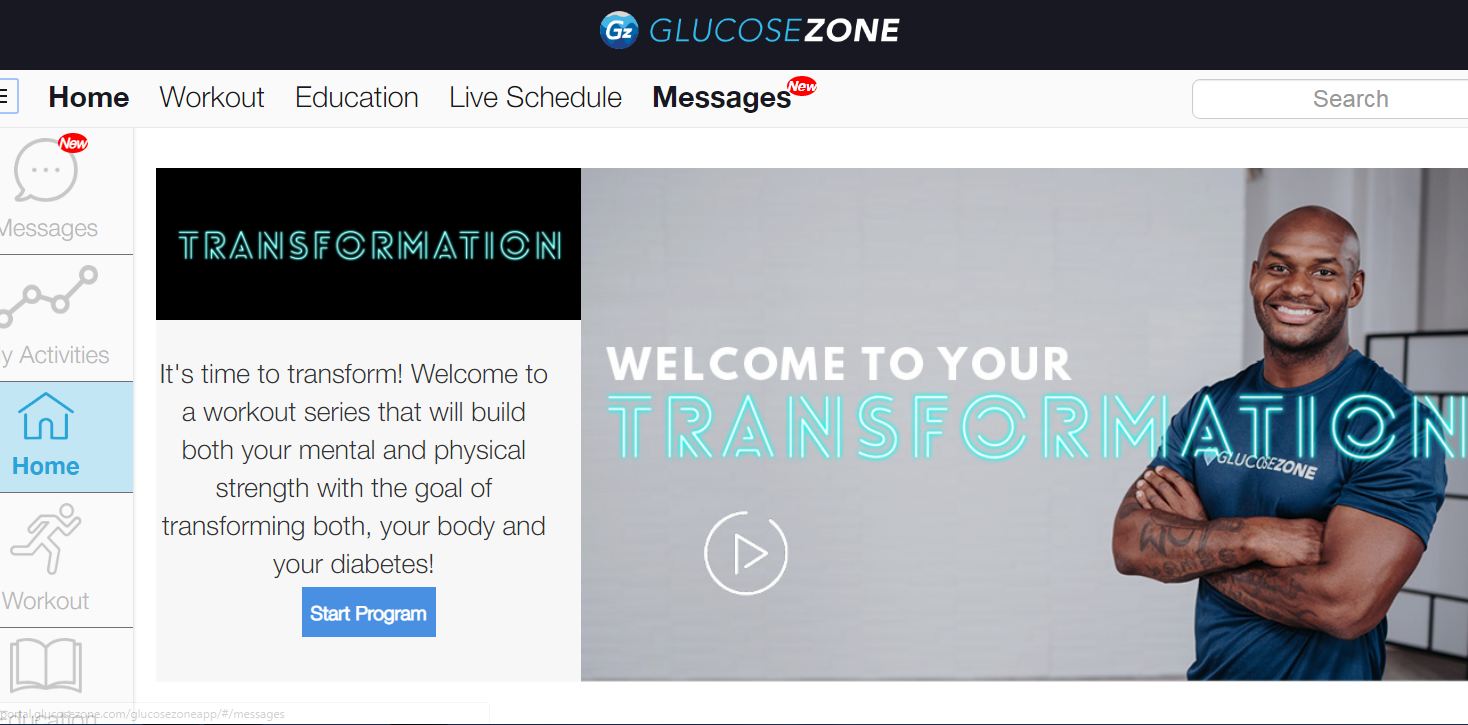 Gz GLUCOSEZONE
Home Workout Education Live Schedule Messages New
Search
New
Messages
y Activities
Home
Workout
Education
TRANSFORMATION
It's time to transform! Welcome to
a workout series that will build
both your mental and physical
strength with the goal of
transforming both, your body and
your diabetes!
Start Program
WELCOME TO YOUR
TRANSFORMATION
GLUCOSEZONE
portal.glucosezone.com/glucosezoneapp/#/messages